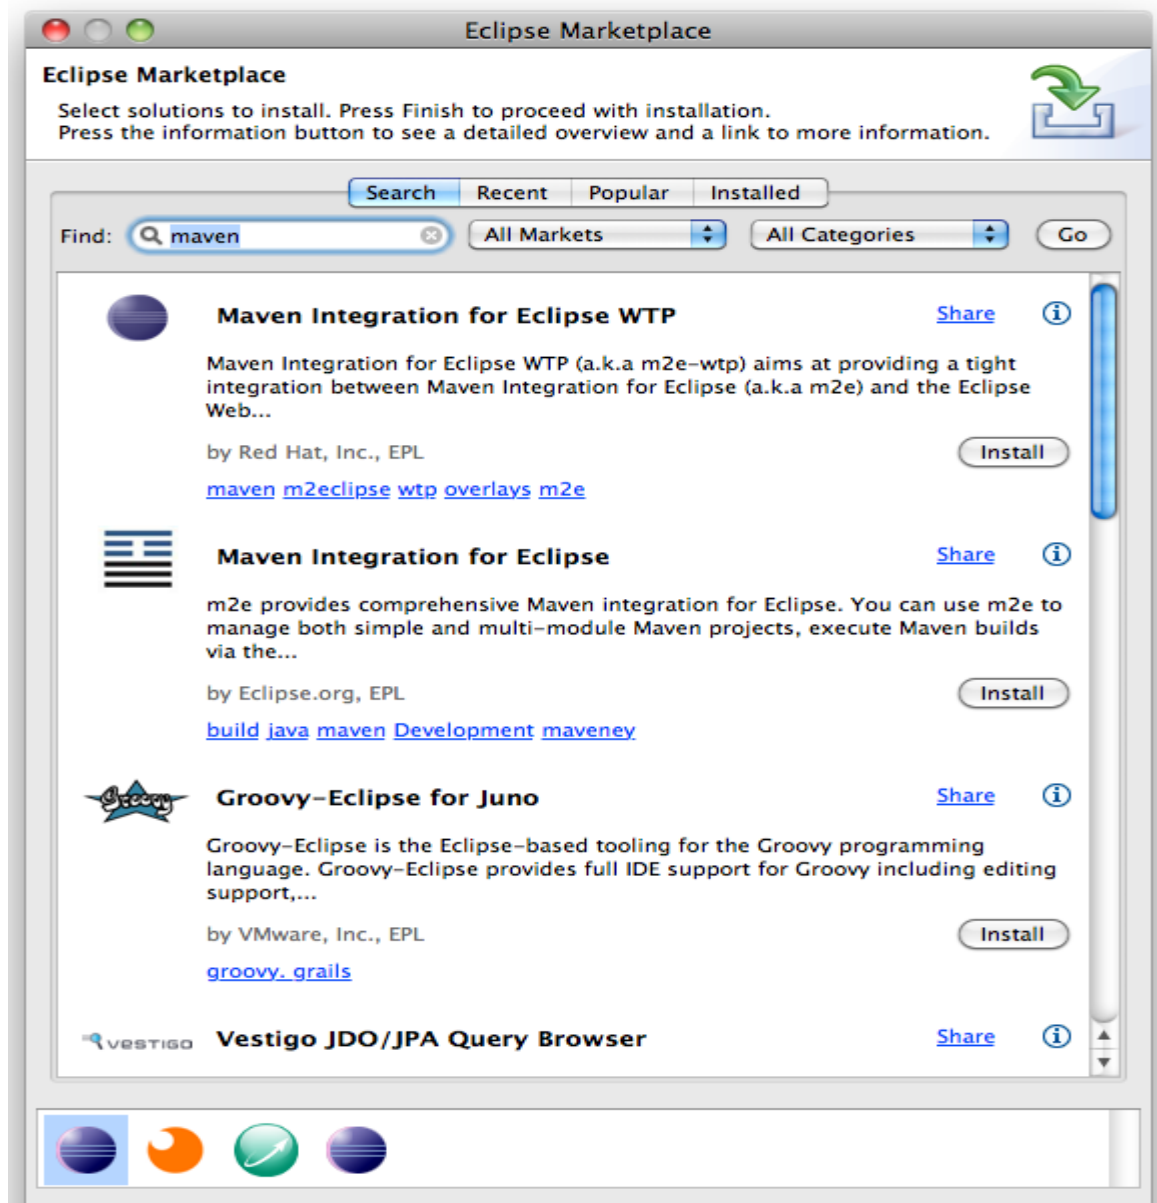 Eclipse Marketplace
Eclipse Marketplace
Select solutions to install. Press Finish to proceed with installation.
Press the information button to see a detailed overview and a link to more information.
Search Recent Popular Installed
Find: maven All Markets All Categories Go
Maven Integration for Eclipse WTP Share
Maven Integration for Eclipse WTP (a.k.a m2e-wtp) aims at providing a tight
integration between Maven Integration for Eclipse (a.k.a m2e) and the Eclipse
Web...
by Red Hat, Inc., EPL Install
maven m2eclipse wtp overlays m2e
Maven Integration for Eclipse Share
m2e provides comprehensive Maven integration for Eclipse. You can use m2e to
manage both simple and multi-module Maven projects, execute Maven builds
via the...
by Eclipse.org, EPL Install
build java maven Development maveney
Groovy Groovy-Eclipse for Juno Share
Groovy-Eclipse is the Eclipse-based tooling for the Groovy programming
language. Groovy-Eclipse provides full IDE support for Groovy including editing
support,...
by VMware, Inc., EPL Install
groovy. grails
VESTIGO Vestigo JDO/JPA Query Browser Share